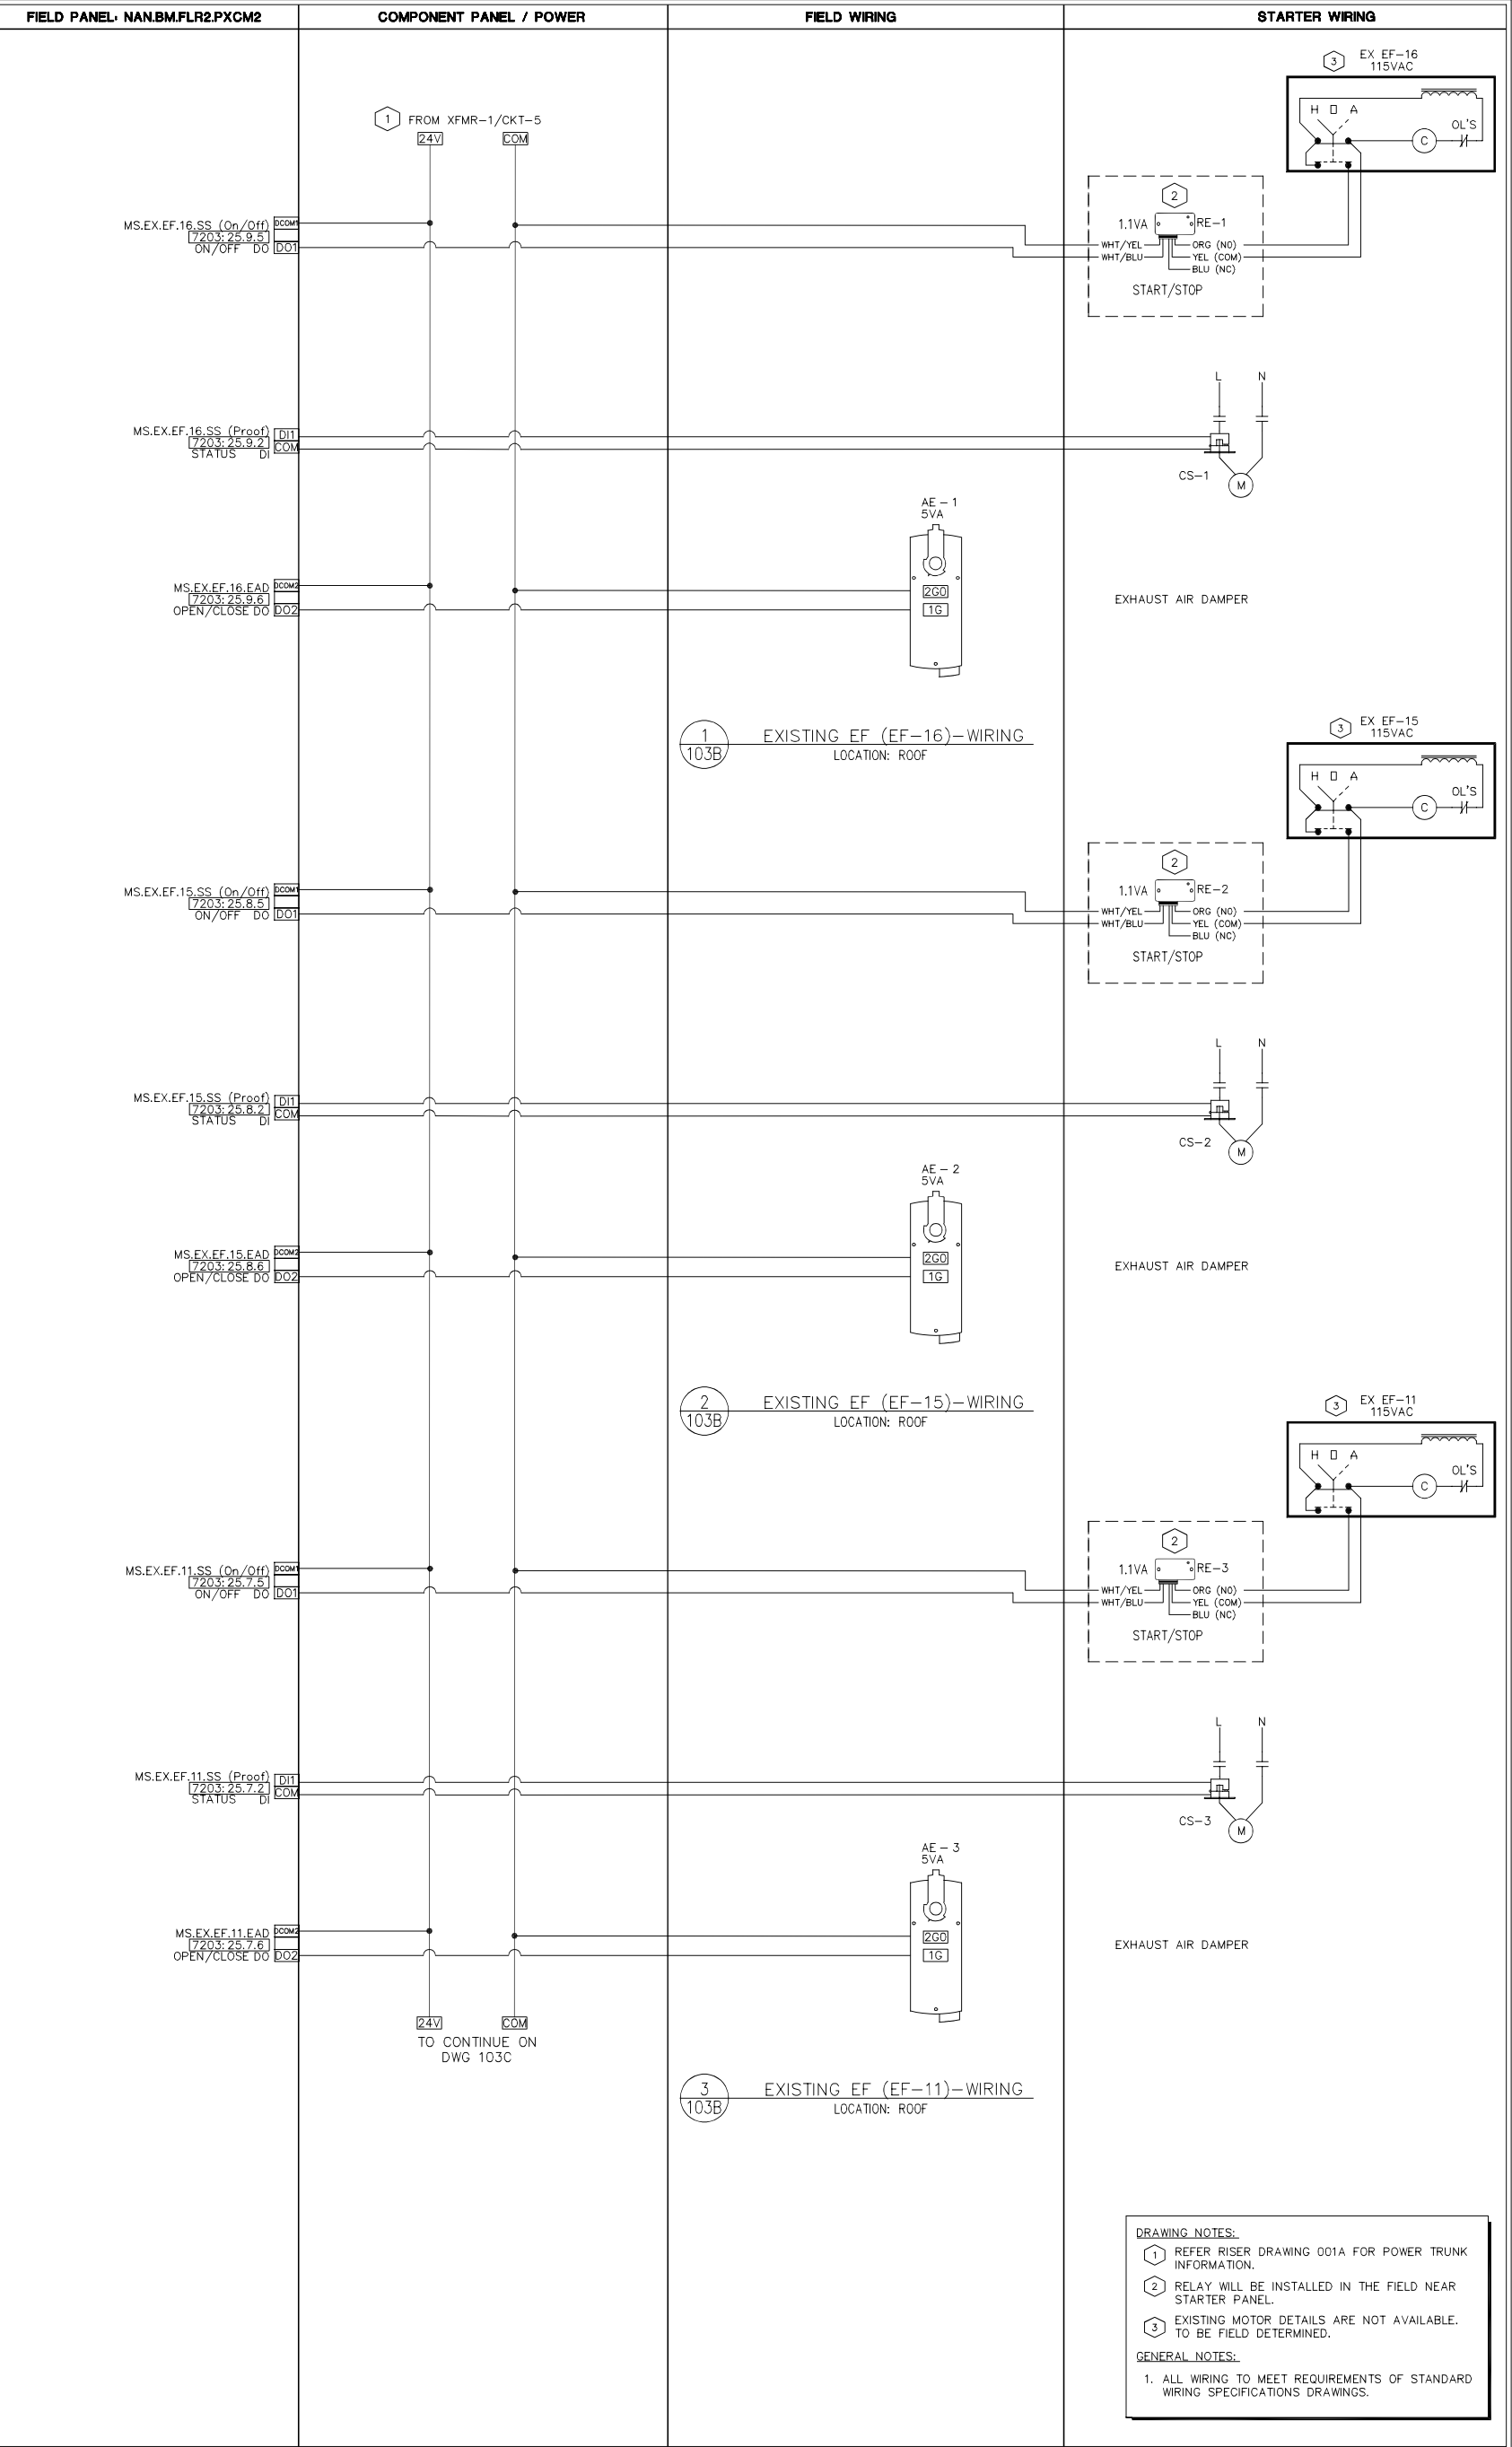 FIELD PANEL: NAN.BM.FLR2.PXCM2
COMPONENT PANEL / POWER
FIELD WIRING
STARTER WIRING
3
EX EF-16
115VAC
H O A
OL'S
C
1
FROM XFMR-1/CKT-5
24V
COM
2
1.1VA
RE-1
MS.EX.EF.16.SS (On/Off)
DCOM1
7203: 25.9.5
ON/OFF DO
DO1
WHT/YEL
ORG (NO)
WHT/BLU
YEL (COM)
BLU (NC)
START/STOP
L
N
MS.EX.EF.16.SS (Proof)
DI1
7203: 25.9.2
COM
STATUS DI
CS-1
M
AE - 1
5VA
MS.EX.EF.16.EAD
DCOM2
7203: 25.9.6
OPEN/CLOSE DO
DO2
2G0
1G
EXHAUST AIR DAMPER
1
103B
EXISTING EF (EF-16)-WIRING
LOCATION: ROOF
3
EX EF-15
115VAC
H O A
OL'S
C
2
1.1VA
RE-2
MS.EX.EF.15.SS (On/Off)
DCOM1
7203: 25.8.5
ON/OFF DO
DO1
WHT/YEL
ORG (NO)
WHT/BLU
YEL (COM)
BLU (NC)
START/STOP
L
N
MS.EX.EF.15.SS (Proof)
DI1
7203: 25.8.2
COM
STATUS DI
CS-2
M
AE - 2
5VA
MS.EX.EF.15.EAD
DCOM2
7203: 25.8.6
OPEN/CLOSE DO
DO2
2G0
1G
EXHAUST AIR DAMPER
2
103B
EXISTING EF (EF-15)-WIRING
LOCATION: ROOF
3
EX EF-11
115VAC
H O A
OL'S
C
2
1.1VA
RE-3
MS.EX.EF.11.SS (On/Off)
DCOM1
7203: 25.7.5
ON/OFF DO
DO1
WHT/YEL
ORG (NO)
WHT/BLU
YEL (COM)
BLU (NC)
START/STOP
L
N
MS.EX.EF.11.SS (Proof)
DI1
7203: 25.7.2
COM
STATUS DI
CS-3
M
AE - 3
5VA
MS.EX.EF.11.EAD
DCOM2
7203: 25.7.6
OPEN/CLOSE DO
DO2
2G0
1G
EXHAUST AIR DAMPER
24V
COM
TO CONTINUE ON
DWG 103C
3
103B
EXISTING EF (EF-11)-WIRING
LOCATION: ROOF
DRAWING NOTES:
1 REFER RISER DRAWING 001A FOR POWER TRUNK
INFORMATION.
2 RELAY WILL BE INSTALLED IN THE FIELD NEAR
STARTER PANEL.
3 EXISTING MOTOR DETAILS ARE NOT AVAILABLE.
TO BE FIELD DETERMINED.
GENERAL NOTES:
1. ALL WIRING TO MEET REQUIREMENTS OF STANDARD
WIRING SPECIFICATIONS DRAWINGS.